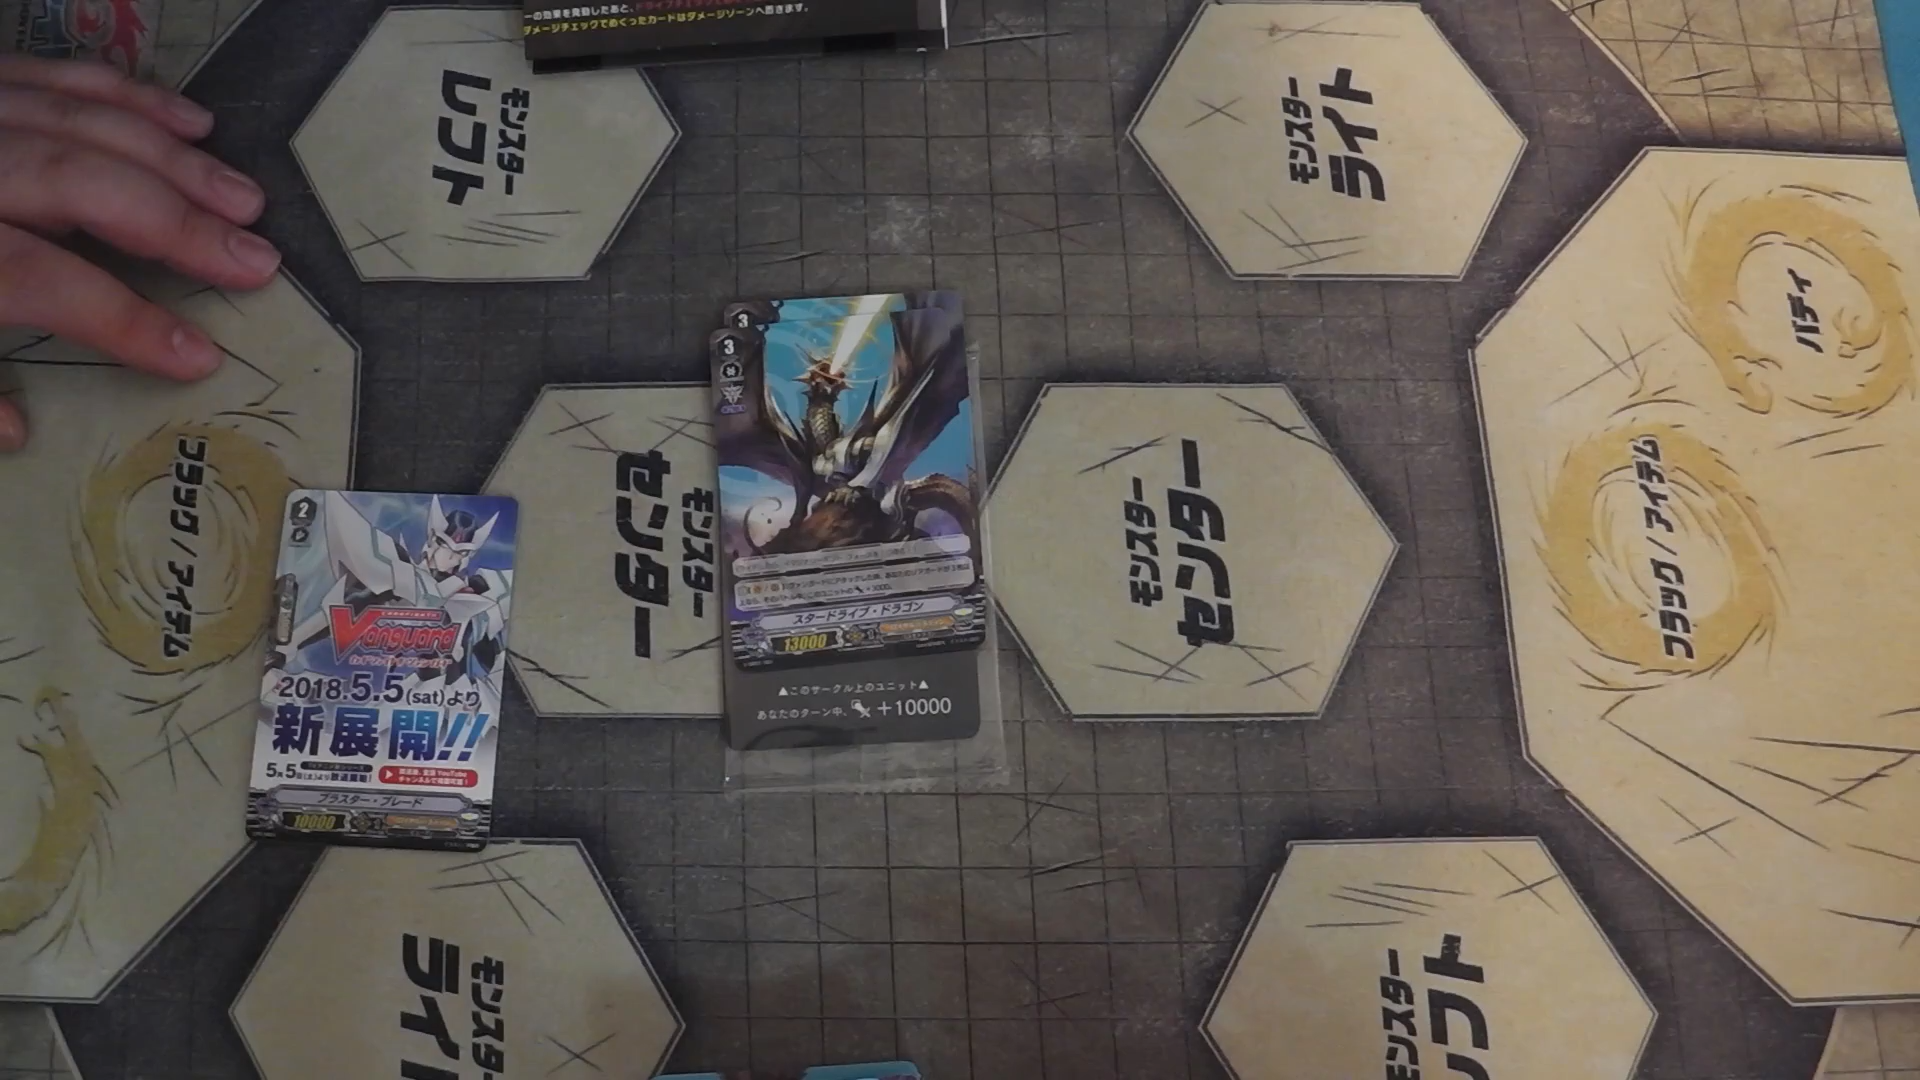 ダメージチェックでめくったカードはダメージゾーンへ置きます。
モンスター
レフト
モンスター
ライト
バディ
フラッグ/アイテム
モンスター
センター
3
3
スタードライブ・ドラゴン
13000
▲このサークル上のユニット▲
あなたのターン中、
+10000
モンスター
センター
フラッグ/アイテム
2
CARDFIGHT!!
Vanguard
2018.5.5(sat)より
新展開!!
ブラスター・ブレード
10000
モンスター
ライト
モンスター
レフト